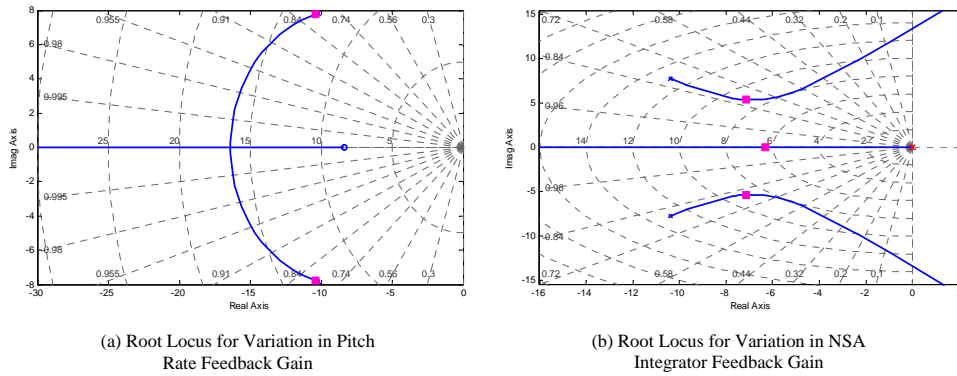 8
6
4
2
0
-2
-4
-6
-8
Imag Axis
0.955 0.91 0.84 0.74 0.56 0.3
0.98
0.995
25 20 15 10 5
0.995
0.98
0.955 0.91 0.84 0.74 0.56 0.3
-30 -25 -20 -15 -10 -5 0
Real Axis
(a) Root Locus for Variation in Pitch
Rate Feedback Gain
15
10
5
0
-5
-10
-15
Imag Axis
0.72 0.58 0.44 0.32 0.2 0.1
0.84
0.96
14 12 10 8 6 4 2
0.96
0.84
0.72 0.58 0.44 0.32 0.2 0.1
-16 -14 -12 -10 -8 -6 -4 -2 0
Real Axis
(b) Root Locus for Variation in NSA
Integrator Feedback Gain